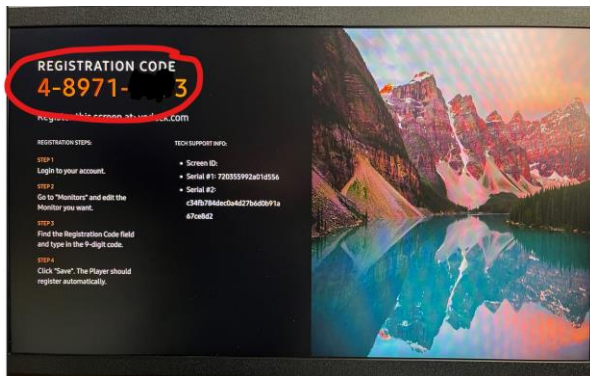 REGISTRATION CODE
4-8971- 3
Register this screen at: .com
REGISTRATION STEPS:
STEP 1
Login to your account.
STEP 2
Go to "Monitors" and edit the
Monitor you want.
STEP 3
Find the Registration Code field
and type in the 9-digit code.
STEP 4
Click "Save". The Player should
register automatically.
TECH SUPPORT INFO:
• Screen ID:
• Serial #1: 720355992a01d556
• Serial #2:
c34fb784dec0a4d27b6d0b91a
67ce8d2